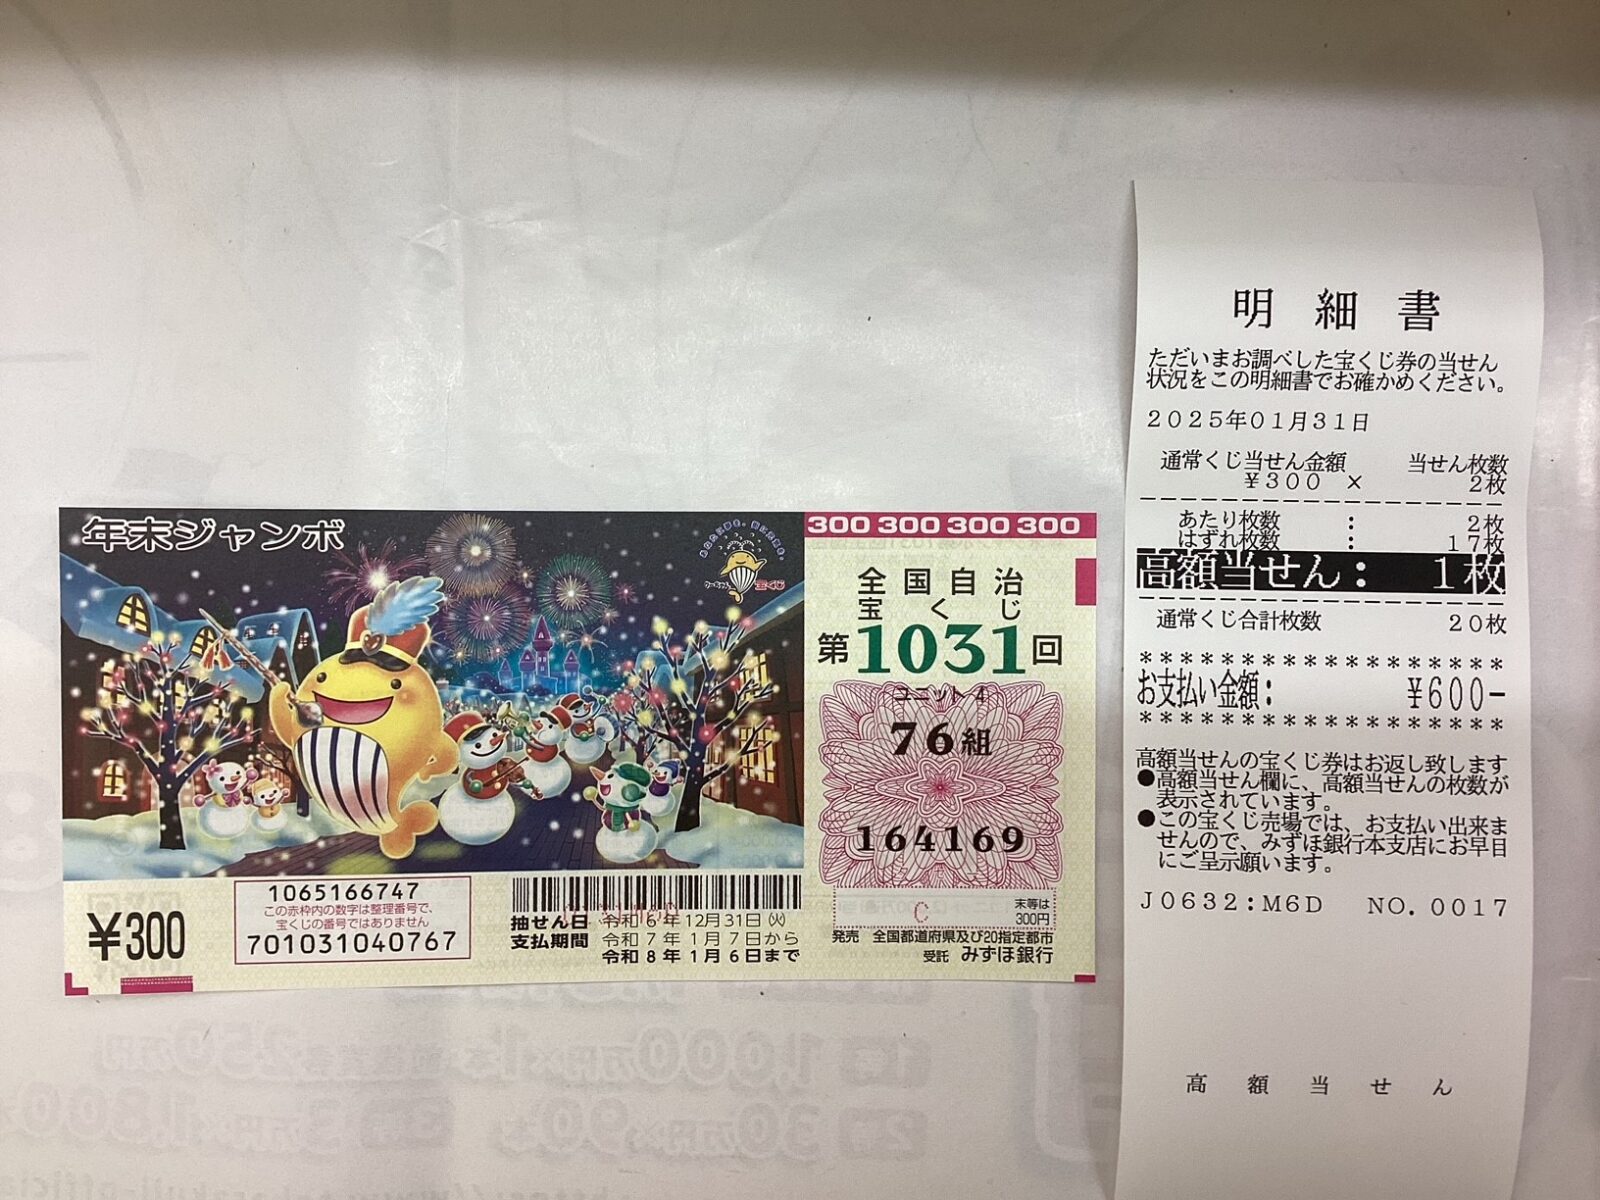 年末ジャンボ
宝くじ
300 300 300 300
全国自治
宝くじ
第1031回
ユニット 4
76組
164169
C
末等は
300円
発売 全国都道府県及び20指定都市
受託 みずほ銀行
¥300
1065166747
この赤枠内の数字は整理番号で、
宝くじの番号ではありません
701031040767
抽せん日 令和 6年12月31日(火)
支払期間 令和 7年 1月 7日から
令和 8年 1月 6日まで
明細書
ただいまお調べした宝くじ券の当せん
状況をこの明細書でお確かめください。
2025年01月31日
通常くじ当せん金額 当せん枚数
¥300 × 2枚
あたり枚数 : 2枚
はずれ枚数 : 17枚
高額当せん: 1枚
通常くじ合計枚数 20枚
******************
お支払い金額: ¥600-
******************
高額当せんの宝くじ券はお返し致します
●高額当せん欄に、高額当せんの枚数が
表示されています。
●この宝くじ売場では、お支払い出来ま
せんので、みずほ銀行本支店にお早目
にご呈示願います。
J0632:M6D NO.0017
高額当せん